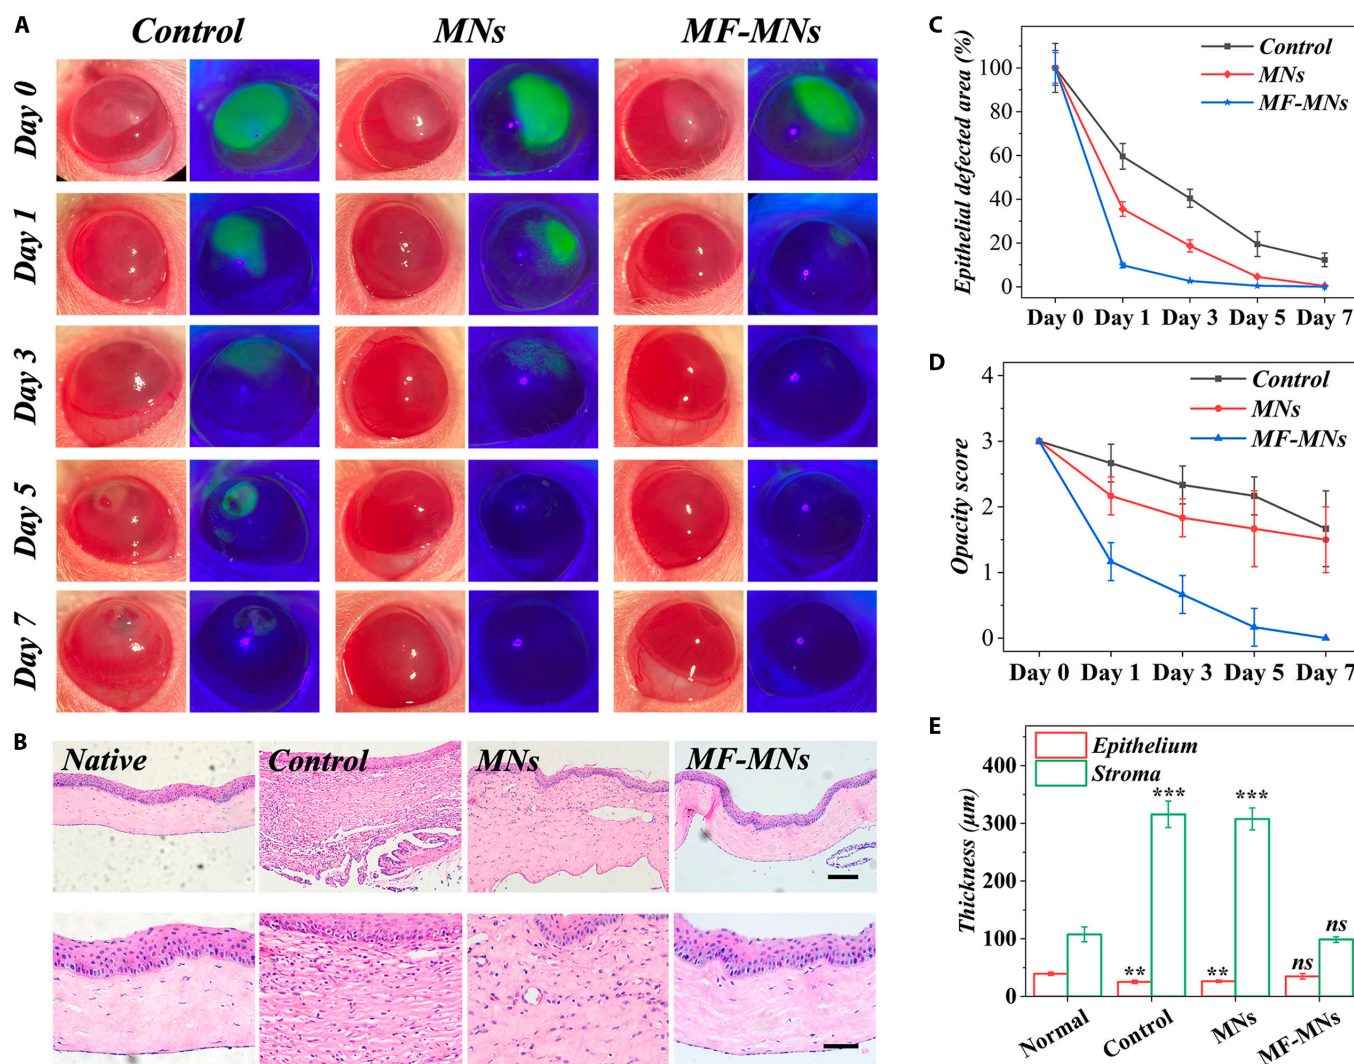 A
Control MNs MF-MNs
Day 0
Day 1
Day 3
Day 5
Day 7
B
Native Control MNs MF-MNs
C
Epithelial defected area (%)
100
80
60
40
20
0
Control
MNs
MF-MNs
Day 0 Day 1 Day 3 Day 5 Day 7
D
Opacity score
4
3
2
1
0
Control
MNs
MF-MNs
Day 0 Day 1 Day 3 Day 5 Day 7
E
Thickness (μm)
400
300
200
100
0
Epithelium
Stroma
*** ***
** ** ns ns
Normal Control MNs MF-MNs